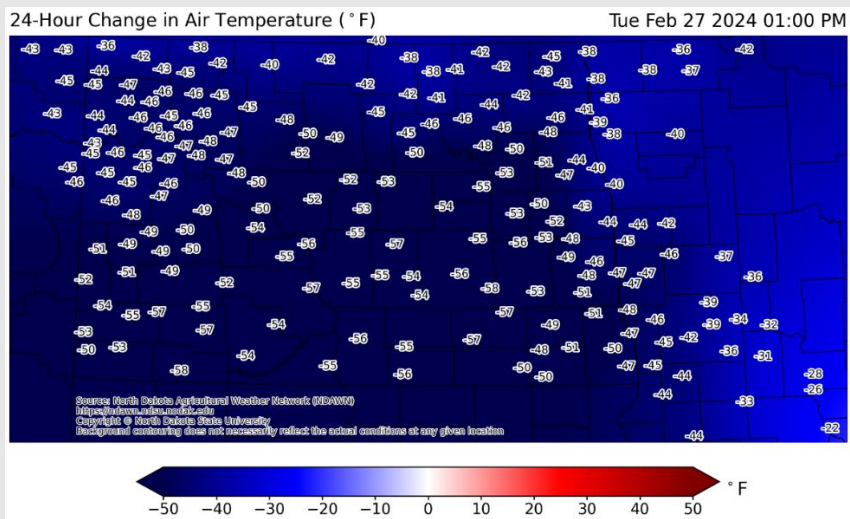 24-Hour Change in Air Temperature (°F) Tue Feb 27 2024 01:00 PM
-40
-43 -43 -36 -42 -38 -42 -38 -42 -45 -38 -36 -42
-44 -43 -45 -42 -40 -42 -38 -41 -42 -43 -38 -37
-45 -45 -47 -46 -46 -45 -42 -42 -41 -42 -41 -38
-44 -46 -45 -44 -36
-43 -44 -46 -45 -46 -48 -45 -46 -46 -46 -41 -39
-44 -46 -46 -47 -50 -49 -45 -46 -48 -38 -40
-43 -46 -47 -48 -48 -50
-45 -46 -45 -47 -48 -47 -52 -50 -51 -44
-45 -45 -46 -48 -53 -47 -40
-46 -45 -46 -50 -52 -53 -55 -40
-46 -47 -52
-48 -49 -50 -53 -54 -53 -50 -43
-49 -50 -54 -55 -52 -44 -44 -42
-51 -49 -49 -50 -56 -57 -55 -56 -53 -48 -45
-55 -49 -46 -46 -37
-52 -51 -49 -52 -57 -55 -55 -54 -56 -58 -53 -48 -47 -47 -36
-54 -51 -47
-54 -55 -57 -55 -57 -51 -48 -39
-53 -57 -54 -49 -47 -46 -39 -34 -32
-50 -53 -54 -56 -55 -57 -48 -51 -50 -45 -42 -36 -31
-58 -55 -56 -50 -50 -47 -45 -44 -28
-44 -33 -26
-44 -22
Source: North Dakota Agricultural Weather Network (NDAWN)
https://ndawn.ndsu.nodak.edu
Copyright © North Dakota State University
Background contouring does not necessarily reflect the actual conditions at any given location
−50 −40 −30 −20 −10 0 10 20 30 40 50 °F